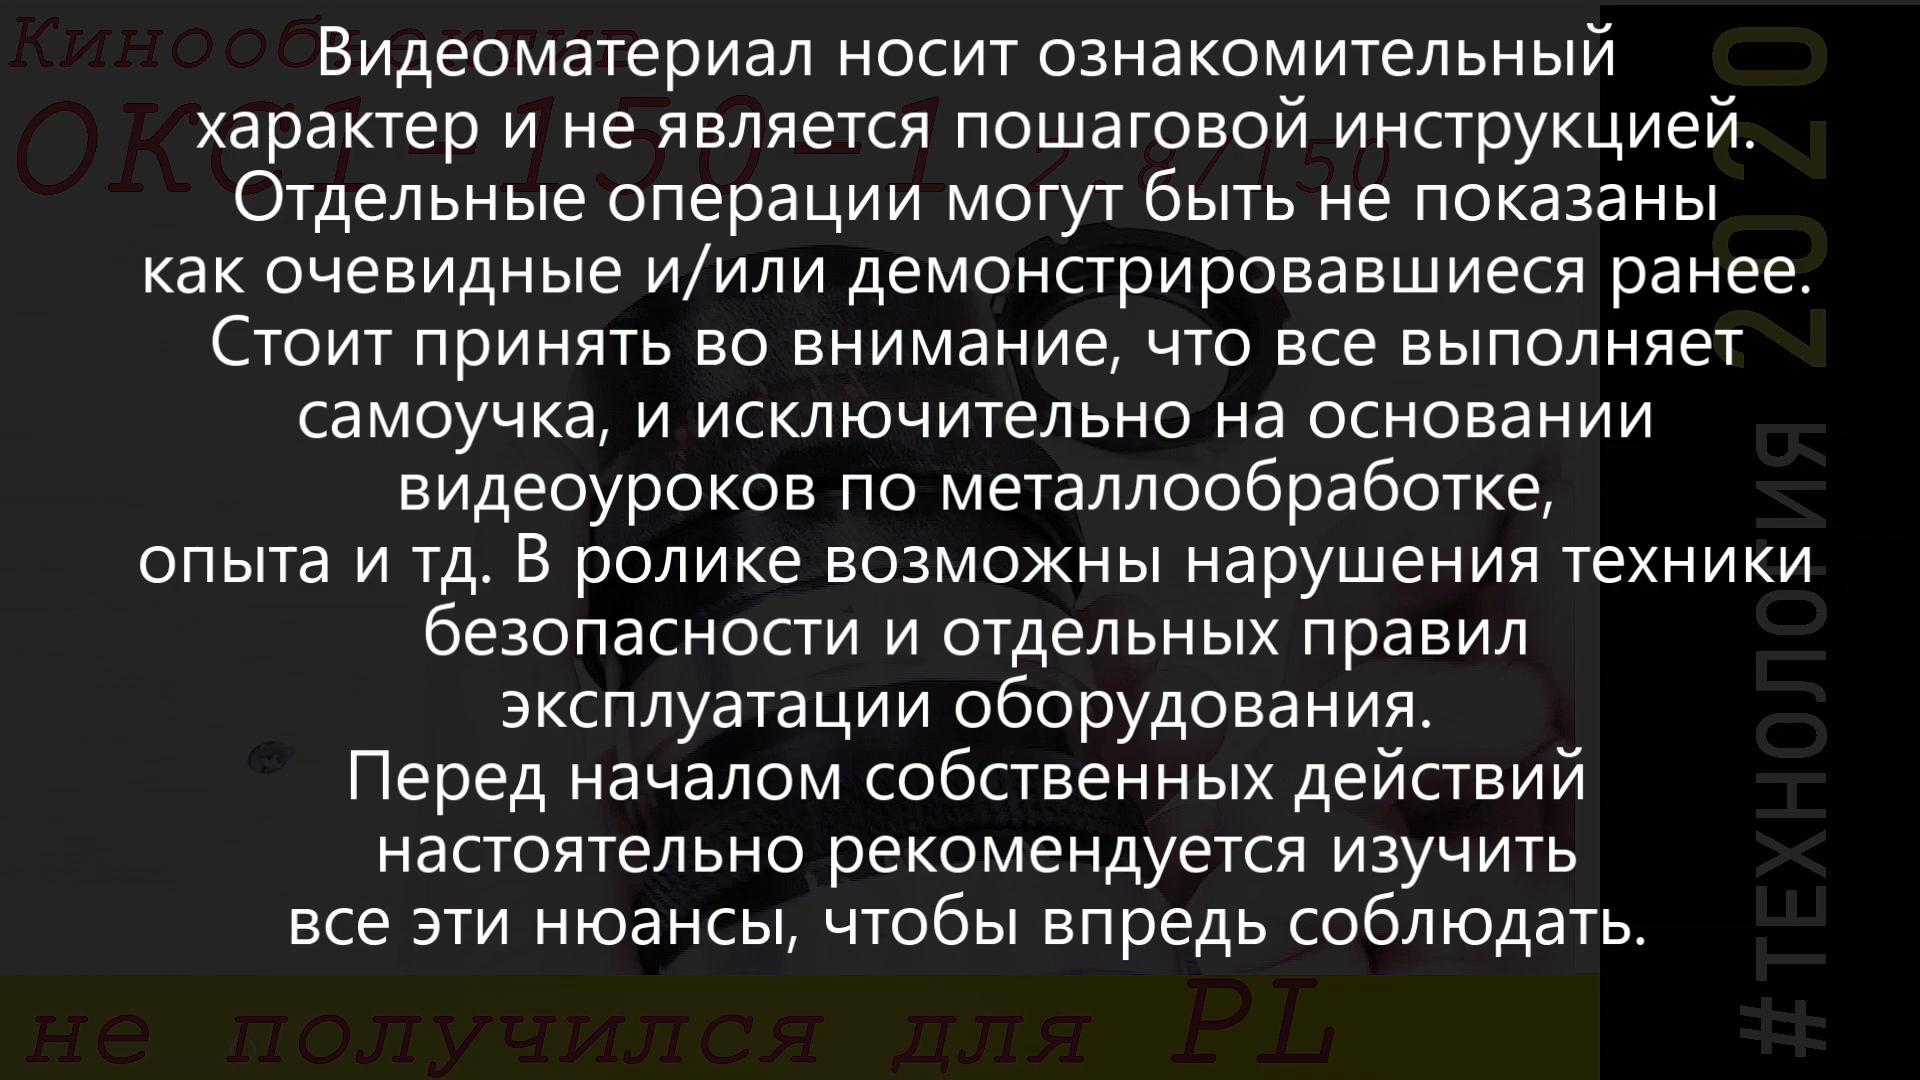 Видеоматериал носит ознакомительный
характер и не является пошаговой инструкцией.
Отдельные операции могут быть не показаны
как очевидные и/или демонстрировавшиеся ранее.
Стоит принять во внимание, что все выполняет
самоучка, и исключительно на основании
видеоуроков по металлообработке,
опыта и тд. В ролике возможны нарушения техники
безопасности и отдельных правил
эксплуатации оборудования.
Перед началом собственных действий
настоятельно рекомендуется изучить
все эти нюансы, чтобы впредь соблюдать.
Кинообъектив
ОКС1-150-1 2.8/150
не получился для PL
#ТЕХНОЛОГИЯ 2020